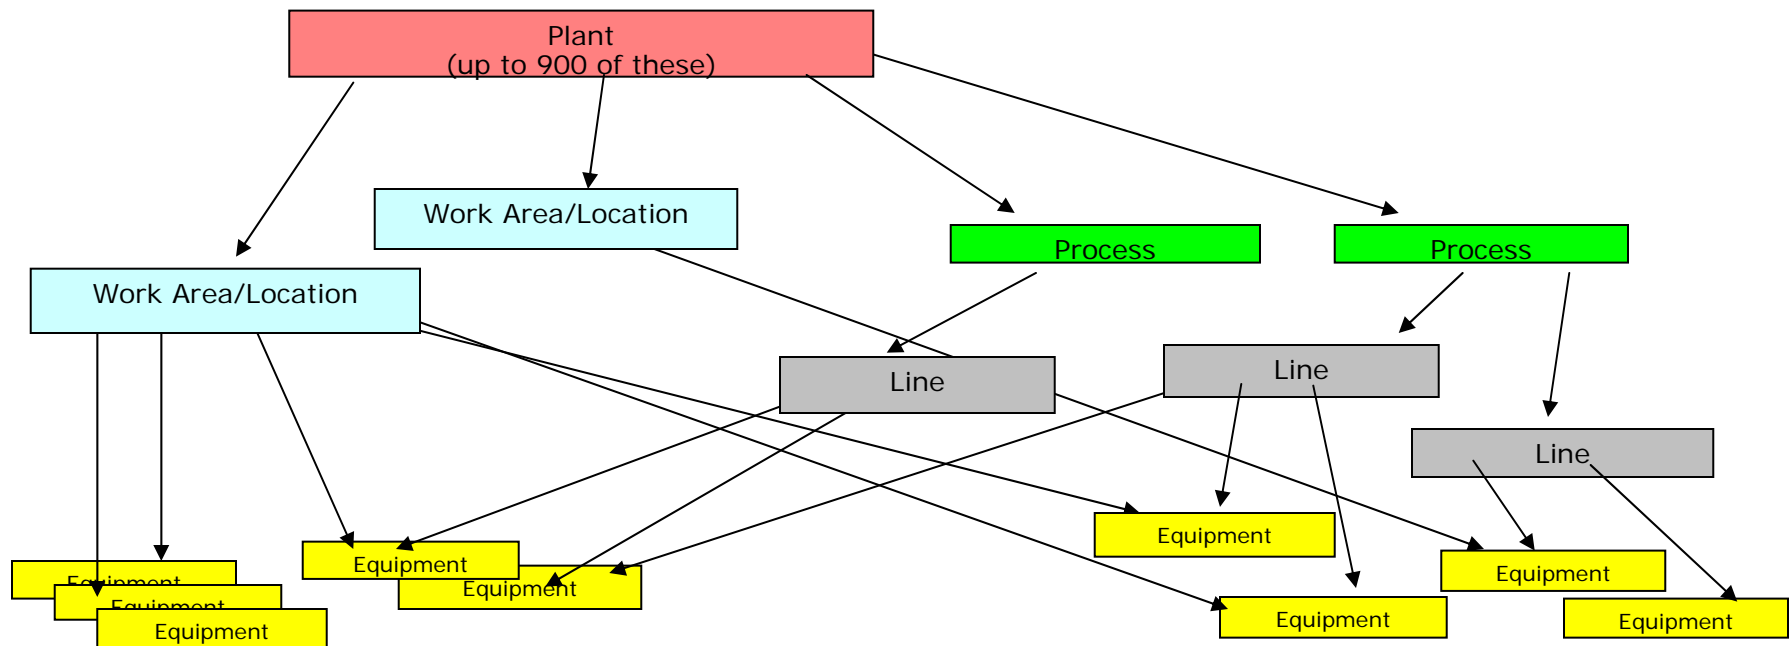 Plant
(up to 900 of these)
Work Area/Location
Process
Process
Work Area/Location
Line
Line
Line
Equipment
Equipment
Equipment
Equipment
Equipment
Equipment
Equipment
Equipment
Equipment